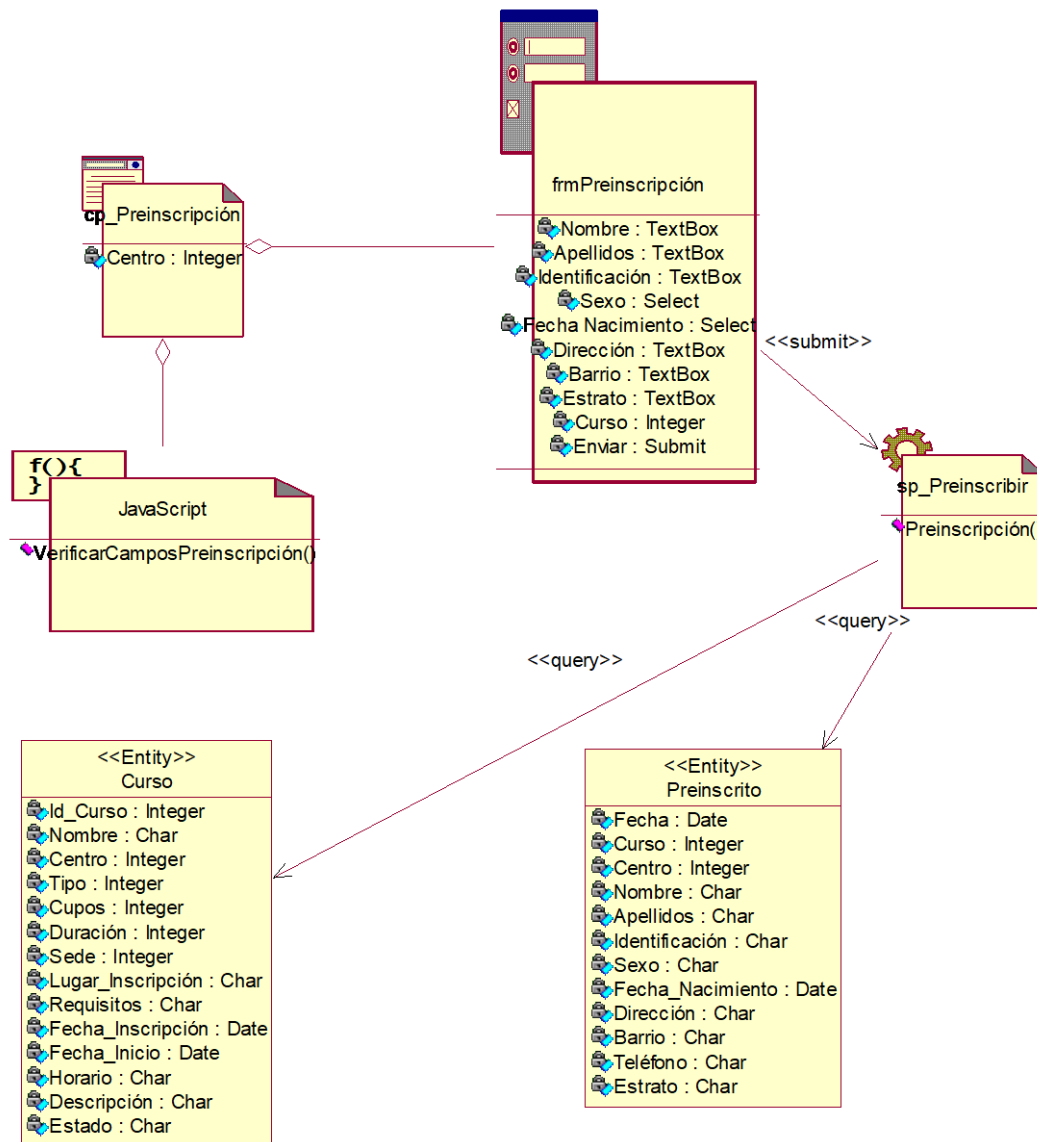 frmPreinscripción
Nombre : TextBox
Apellidos : TextBox
Identificación : TextBox
Sexo : Select
Fecha Nacimiento : Select
Dirección : TextBox
Barrio : TextBox
Estrato : TextBox
Curso : Integer
Enviar : Submit
cp_Preinscripción
Centro : Integer
f(){
}
JavaScript
VerificarCamposPreinscripción()
<<submit>>
sp_Preinscribir
Preinscripción(
<<query>>
<<query>>
<<Entity>>
Curso
Id_Curso : Integer
Nombre : Char
Centro : Integer
Tipo : Integer
Cupos : Integer
Duración : Integer
Sede : Integer
Lugar_Inscripción : Char
Requisitos : Char
Fecha_Inscripción : Date
Fecha_Inicio : Date
Horario : Char
Descripción : Char
Estado : Char
<<Entity>>
Preinscrito
Fecha : Date
Curso : Integer
Centro : Integer
Nombre : Char
Apellidos : Char
Identificación : Char
Sexo : Char
Fecha_Nacimiento : Date
Dirección : Char
Barrio : Char
Teléfono : Char
Estrato : Char